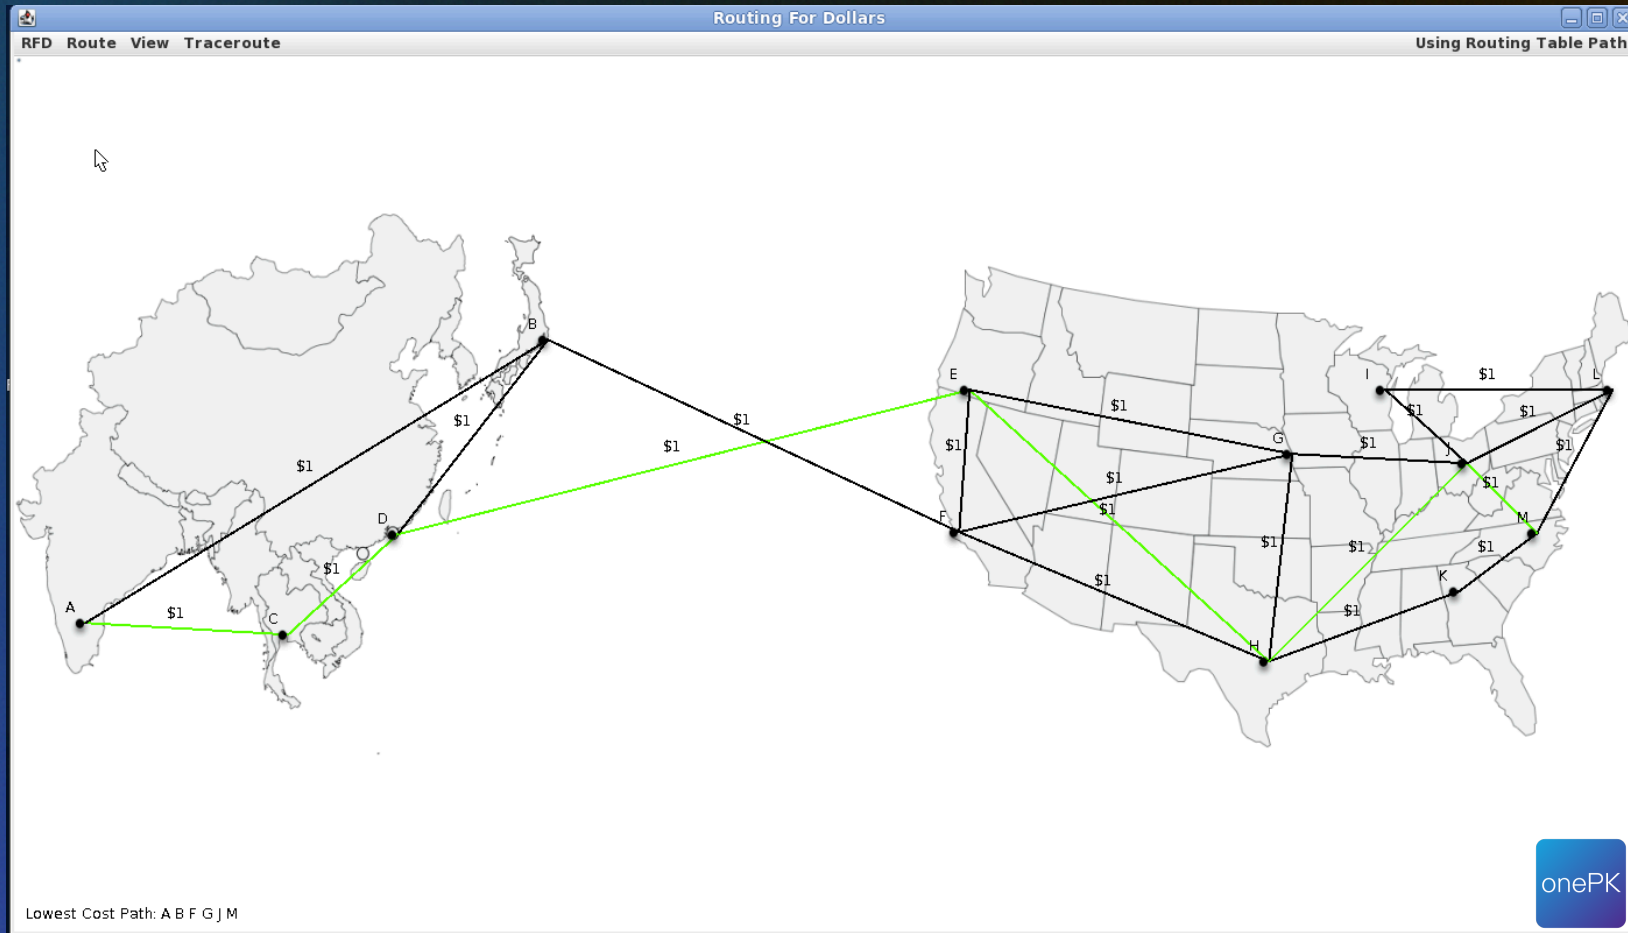 Routing For Dollars
RFD Route View Traceroute Using Routing Table Path
B
E
I
$1
L
$1
$1
$1
$1
$1
$1
G
$1
$1
$1
J
$1
$1
$1
$1
D
F
$1
M
$1
$1
$1
$1
K
$1
A
$1
C
$1
H
Lowest Cost Path: A B F G J M
onePK